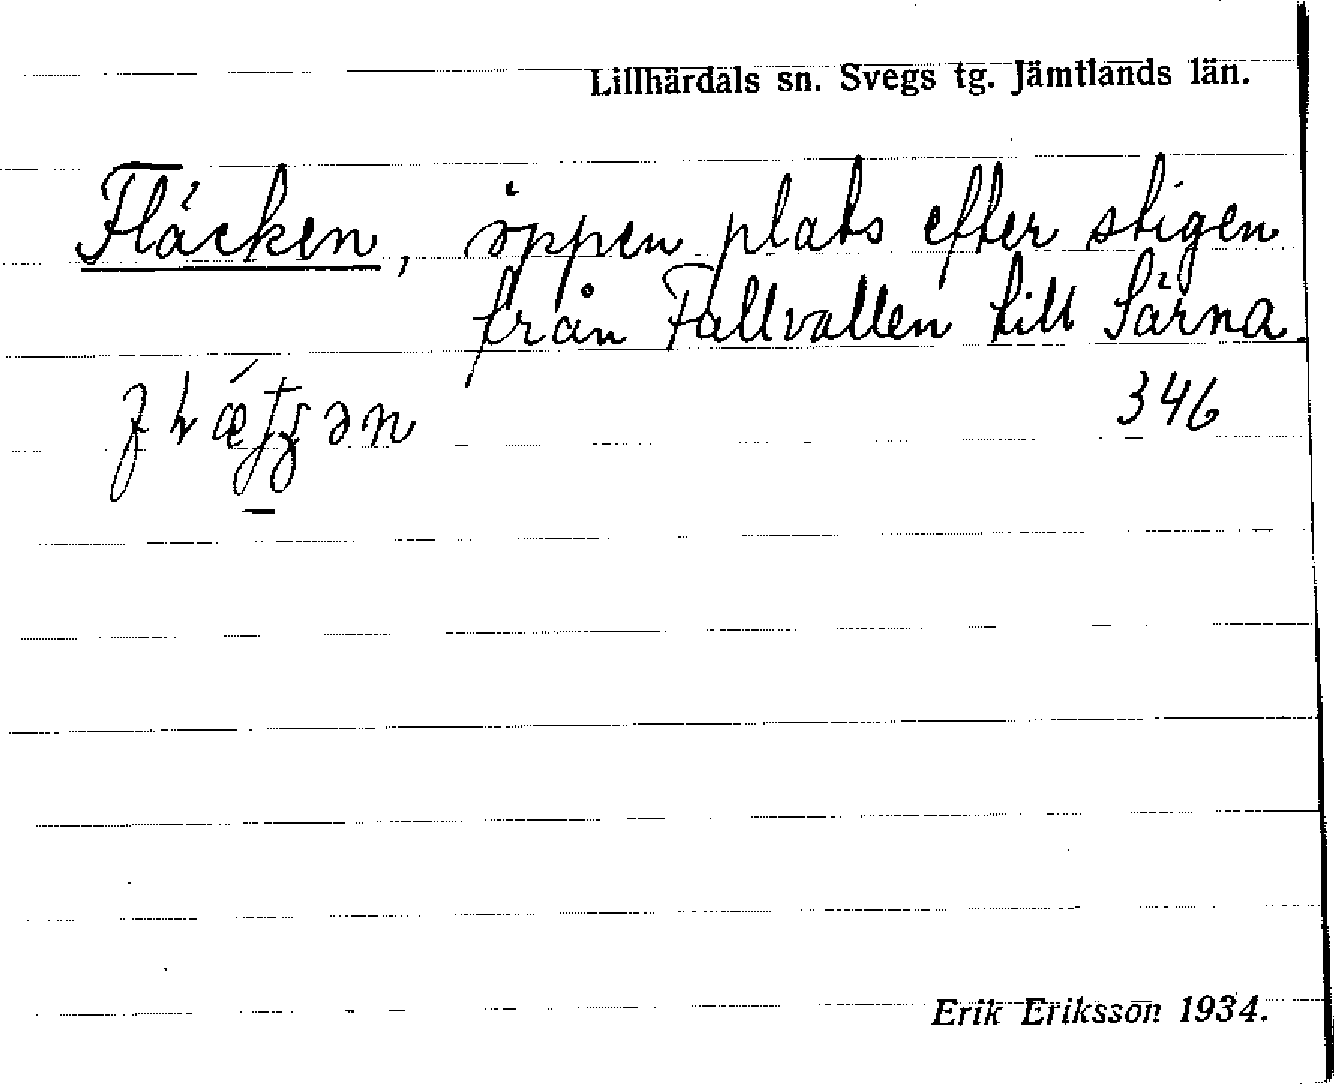 Lillhärdals sn. Svegs tg. Jämtlands län.
Fläcken, öppen plats efter stigen
från Fallvallen till Särna.
346
Erik Eriksson 1934.